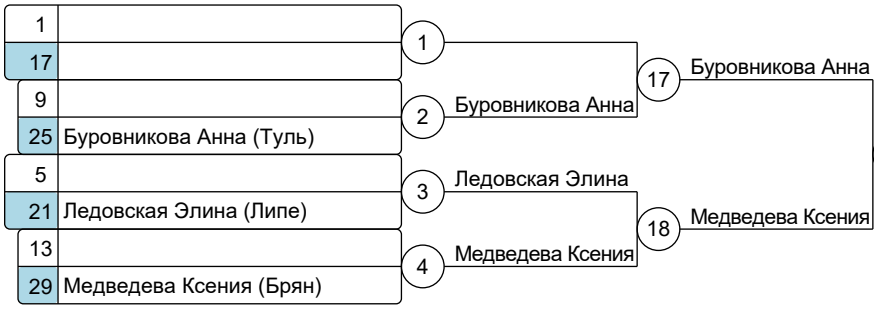 1
17
1
Буровникова Анна
17
9
25 Буровникова Анна (Туль)
2
Буровникова Анна
5
21 Ледовская Элина (Липе)
3
Ледовская Элина
Медведева Ксения
18
13
29 Медведева Ксения (Брян)
4
Медведева Ксения